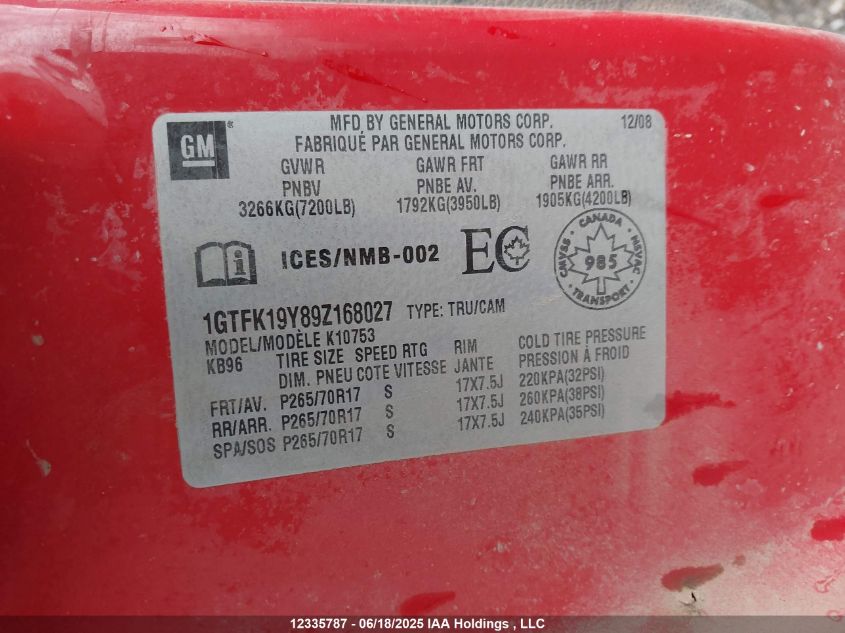 MFD. BY GENERAL MOTORS CORP. 12/08
GM
FABRIQUÉ PAR GENERAL MOTORS CORP.
GVWR GAWR FRT GAWR RR
PNBV PNBE AV. PNBE ARR.
3266KG(7200LB) 1792KG(3950LB) 1905KG(4200LB)
i ICES/NMB-002 EC
CANADA
CMVSS NSVAC
985
TRANSPORT
1GTFK19Y89Z168027 TYPE: TRU/CAM
MODEL/MODÈLE K10753
KB96 TIRE SIZE SPEED RTG RIM COLD TIRE PRESSURE
DIM. PNEU COTE VITESSE JANTE PRESSION À FROID
FRT/AV. P265/70R17 S 17X7.5J 220KPA(32PSI)
RR/ARR. P265/70R17 S 17X7.5J 260KPA(38PSI)
SPA/SOS P265/70R17 S 17X7.5J 240KPA(35PSI)
12335787 - 06/18/2025 IAA Holdings , LLC